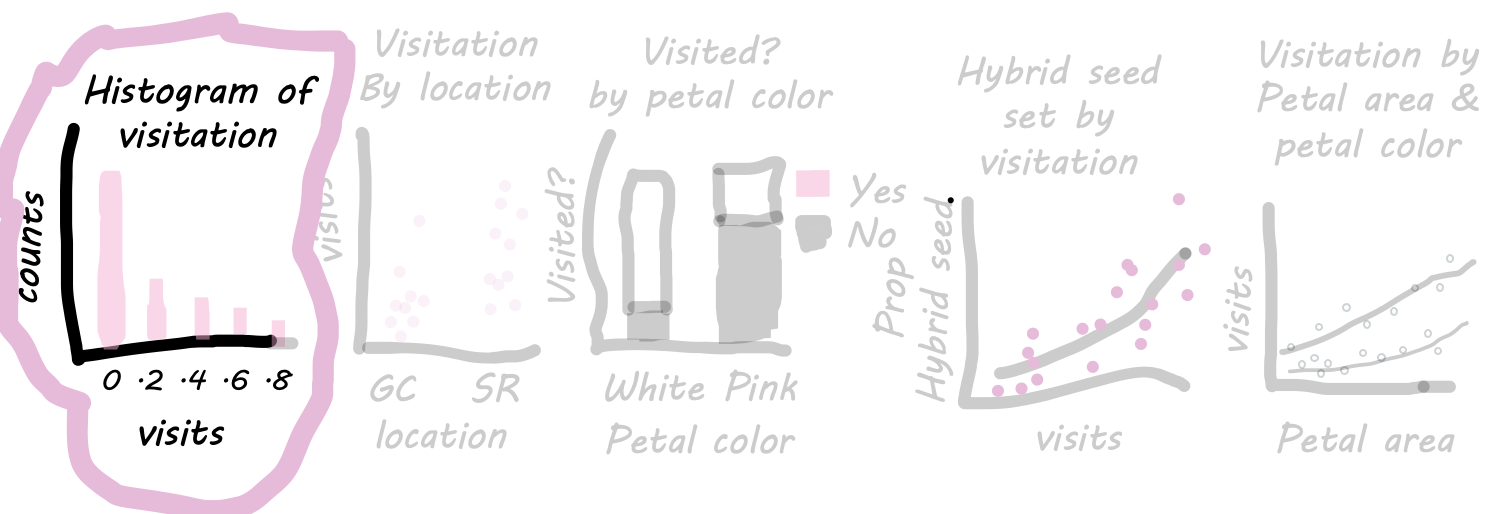 Histogram of
visitation
counts
0 .2 .4 .6 .8
visits
Visitation
By location
visits
GC SR
location
Visited?
by petal color
Visited?
Yes
No
White Pink
Petal color
Hybrid seed
set by
visitation
Prop
Hybrid seed
visits
Visitation by
Petal area &
petal color
visits
Petal area